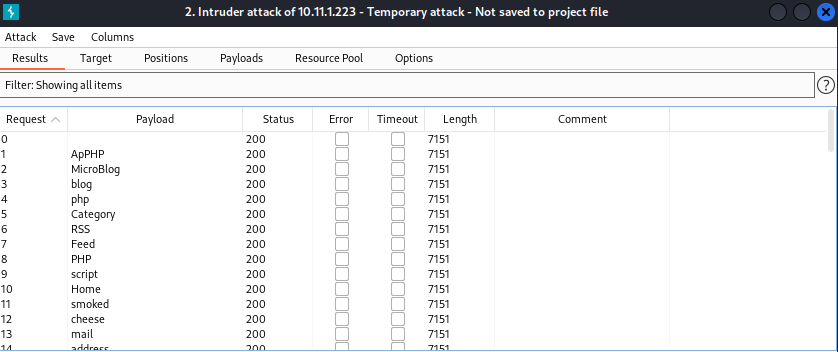 2. Intruder attack of 10.11.1.223 - Temporary attack - Not saved to project file
Attack Save Columns
Results Target Positions Payloads Resource Pool Options
Filter: Showing all items ?
Request Payload Status Error Timeout Length Comment
0 200 7151
1 ApPHP 200 7151
2 MicroBlog 200 7151
3 blog 200 7151
4 php 200 7151
5 Category 200 7151
6 RSS 200 7151
7 Feed 200 7151
8 PHP 200 7151
9 script 200 7151
10 Home 200 7151
11 smoked 200 7151
12 cheese 200 7151
13 mail 200 7151
14 address 200 7151